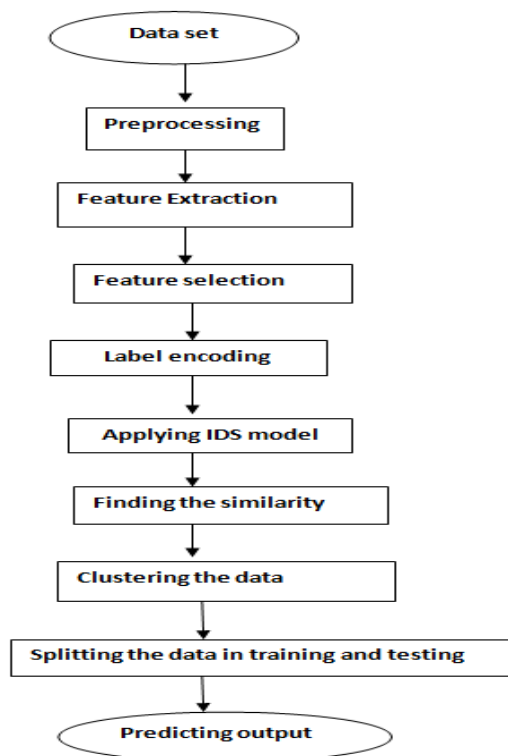 Data set
Preprocessing
Feature Extraction
Feature selection
Label encoding
Applying IDS model
Finding the similarity
Clustering the data
Splitting the data in training and testing
Predicting output